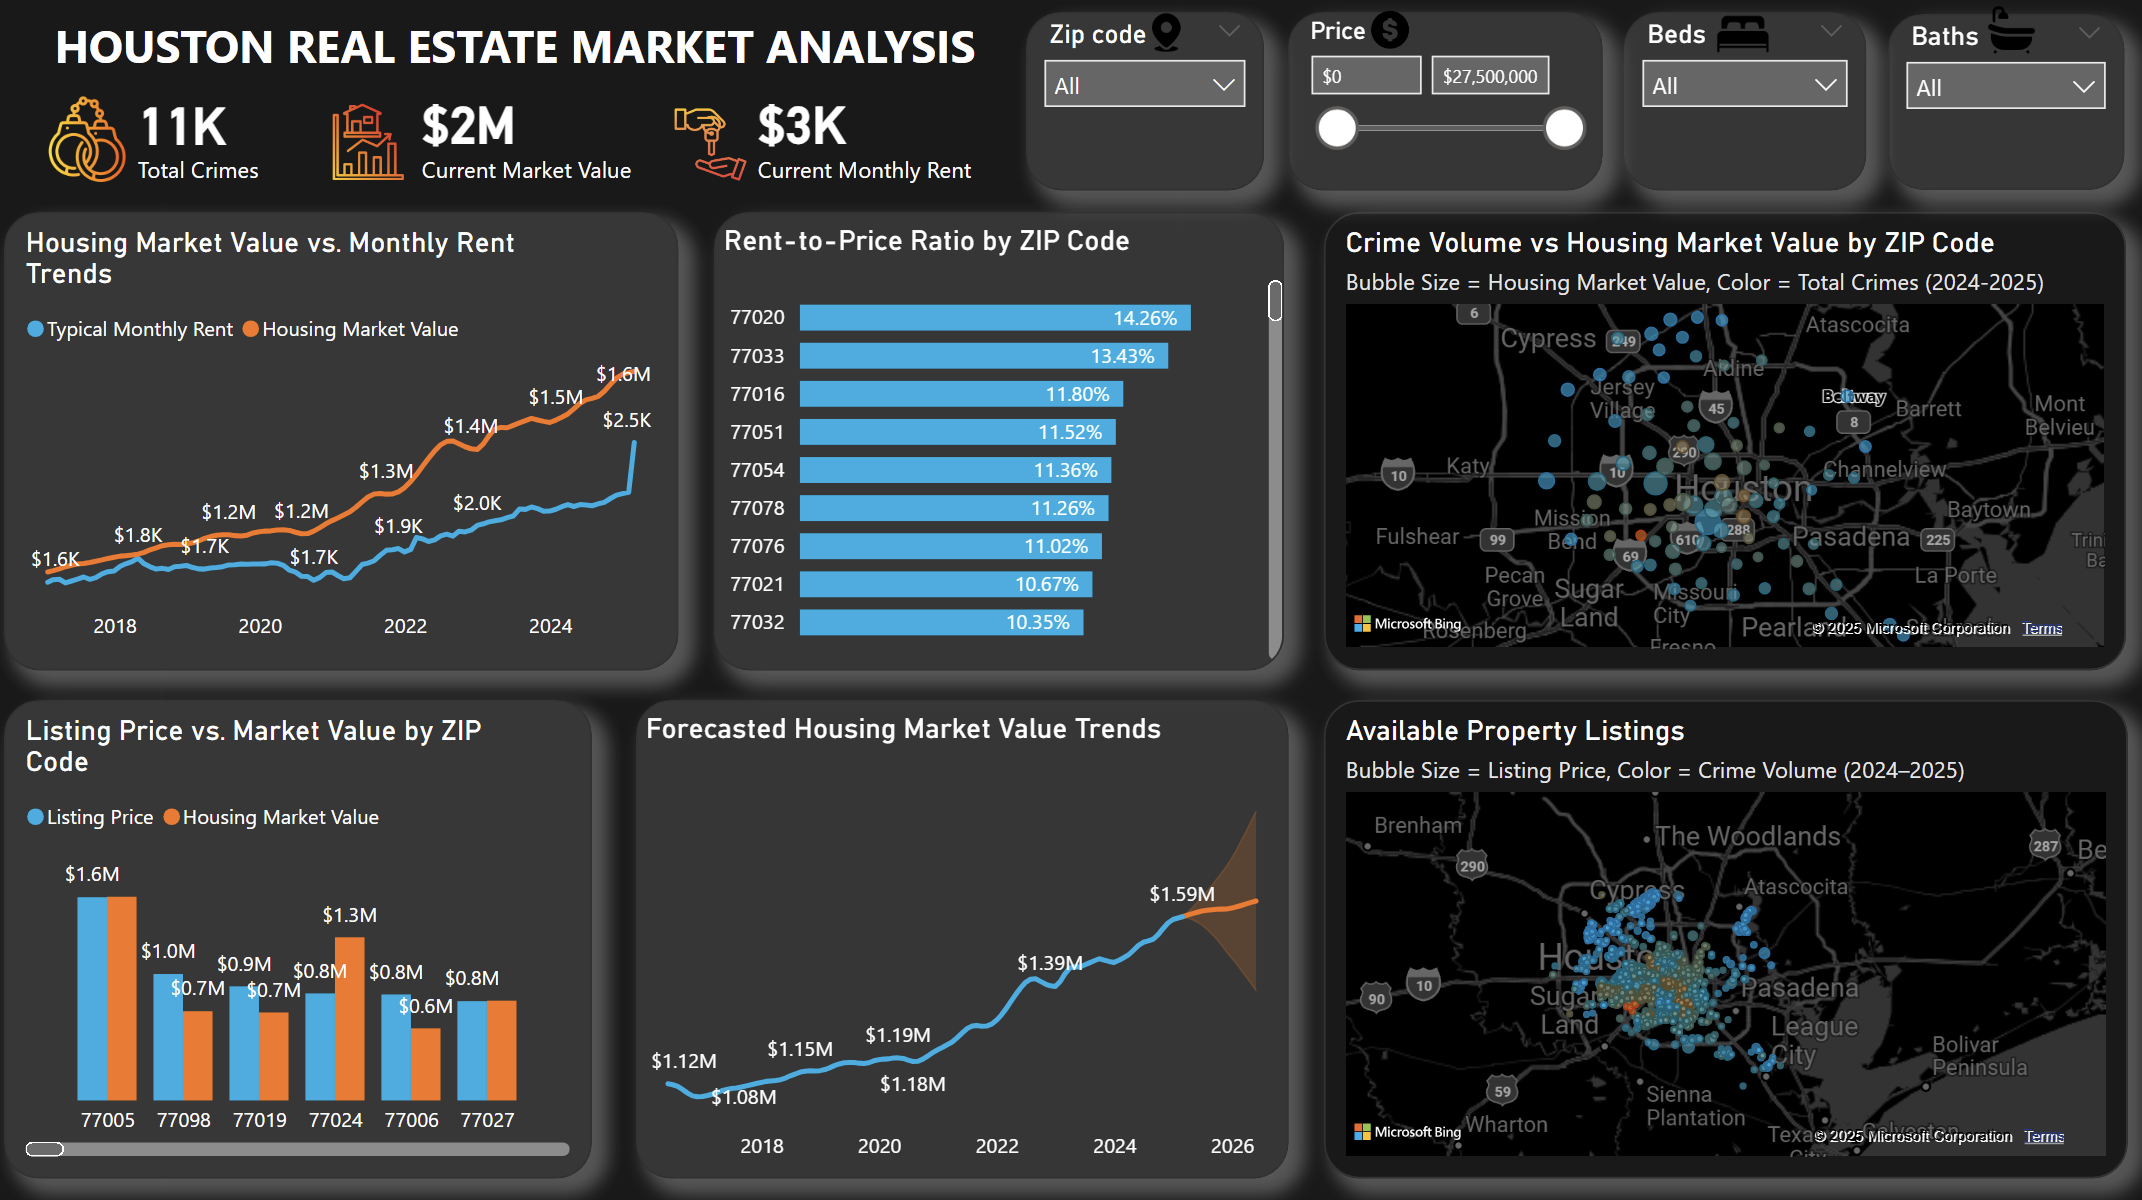 HOUSTON REAL ESTATE MARKET ANALYSIS
11K
Total Crimes
$2M
Current Market Value
$3K
Current Monthly Rent
Zip code
All
Price
$0
$27,500,000
Beds
All
Baths
All
Housing Market Value vs. Monthly Rent
Trends
Typical Monthly Rent
Housing Market Value
$1.6K
$1.8K
$1.7K
$1.2M
$1.2M
$1.7K
$1.3M
$1.9K
$1.4M
$2.0K
$1.5M
$1.6M
$2.5K
2018
2020
2022
2024
Rent-to-Price Ratio by ZIP Code
77020 14.26%
77033 13.43%
77016 11.80%
77051 11.52%
77054 11.36%
77078 11.26%
77076 11.02%
77021 10.67%
77032 10.35%
Crime Volume vs Housing Market Value by ZIP Code
Bubble Size = Housing Market Value, Color = Total Crimes (2024-2025)
6
Cypress
249
Atascocita
Aldine
Jersey
Village
45
Beltway
8
Barrett
Mont
Belvieu
290
10
Katy
10
Channelview
Houston
Baytown
Mission
Bend
Fulshear
99
69
610
288
Pasadena
225
Trini
Ba
Pecan
Grove
Sugar
Land
Missouri
City
La Porte
Microsoft Bing
Rosenberg
Pearland
© 2025 Microsoft Corporation
Terms
Fresno
Listing Price vs. Market Value by ZIP
Code
Listing Price
Housing Market Value
$1.6M
$1.0M
$0.7M
$0.9M
$0.7M
$0.8M
$1.3M
$0.8M
$0.6M
$0.8M
77005
77098
77019
77024
77006
77027
Forecasted Housing Market Value Trends
$1.12M
$1.08M
$1.15M
$1.19M
$1.18M
$1.39M
$1.59M
2018
2020
2022
2024
2026
Available Property Listings
Bubble Size = Listing Price, Color = Crime Volume (2024–2025)
Brenham
The Woodlands
290
287
Be
Cypress
Atascocita
Houston
90
10
Sugar
Land
Pasadena
League
City
Bolivar
Peninsula
59
Sienna
Plantation
Microsoft Bing
Wharton
Texas
City
Galveston
© 2025 Microsoft Corporation
Terms